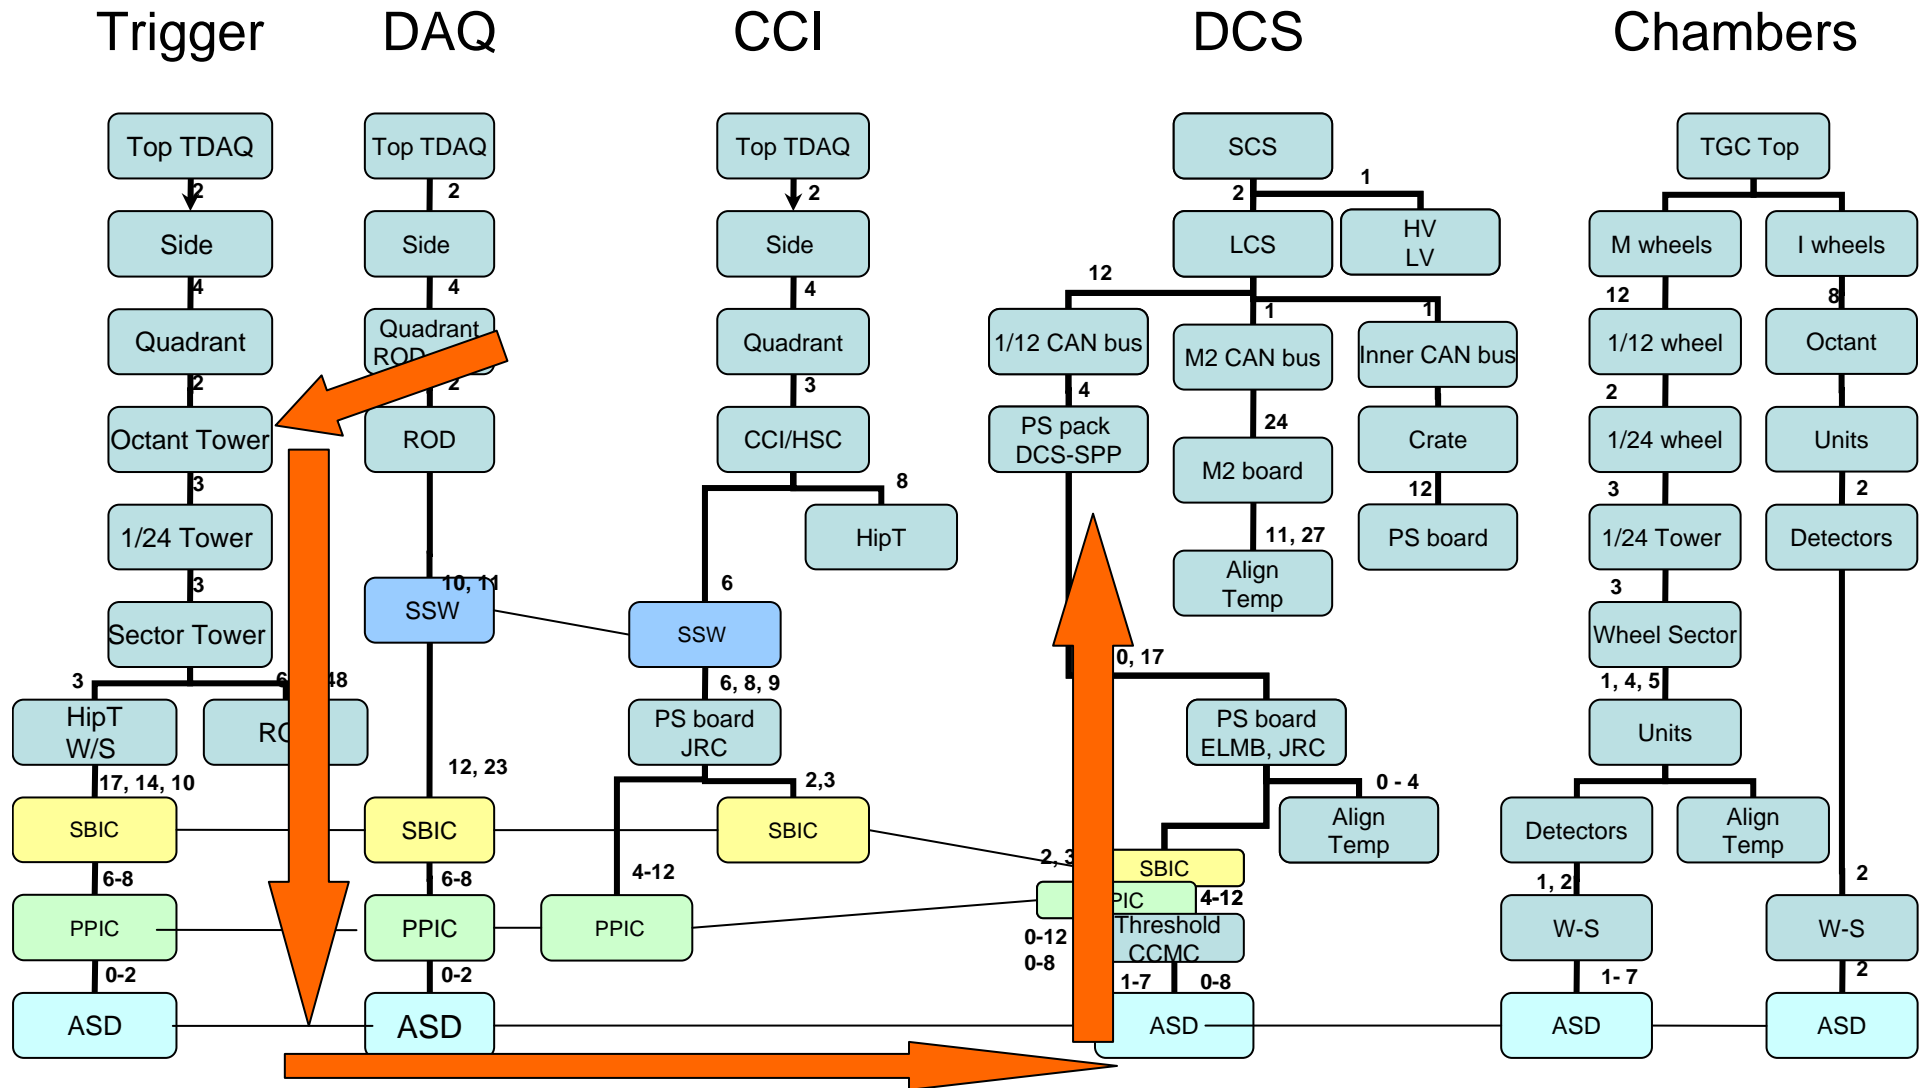 Trigger DAQ CCI DCS Chambers
Top TDAQ Top TDAQ Top TDAQ SCS TGC Top
2 2 2 2 1
Side Side Side LCS HV M wheels I wheels
LV
4 4 4 12 1 1 12 8
Quadrant Quadrant Quadrant 1/12 CAN bus M2 CAN bus Inner CAN bus 1/12 wheel Octant
ROD
2 2 3 4 24 2
Octant Tower ROD CCI/HSC PS pack M2 board Crate 1/24 wheel Units
DCS-SPP
3 8 12 3 2
1/24 Tower HipT 11, 27 PS board 1/24 Tower Detectors
Align
Temp
3 10, 11 6 3
Sector Tower SSW SSW Wheel Sector
0, 17
3 6 48 6, 8, 9 1, 4, 5
HipT PS board PS board Units
W/S JRC ELMB, JRC
17, 14, 10 12, 23 2,3 0 - 4
SBIC SBIC SBIC Align Detectors Align
Temp Temp
2, 3 SBIC
6-8 6-8 4-12 PIC 4-12 1, 2 2
PPIC PPIC PPIC Threshold W-S W-S
CCMC
0-12
0-8
0-2 0-2 1-7 0-8 1- 7 2
ASD ASD ASD ASD ASD